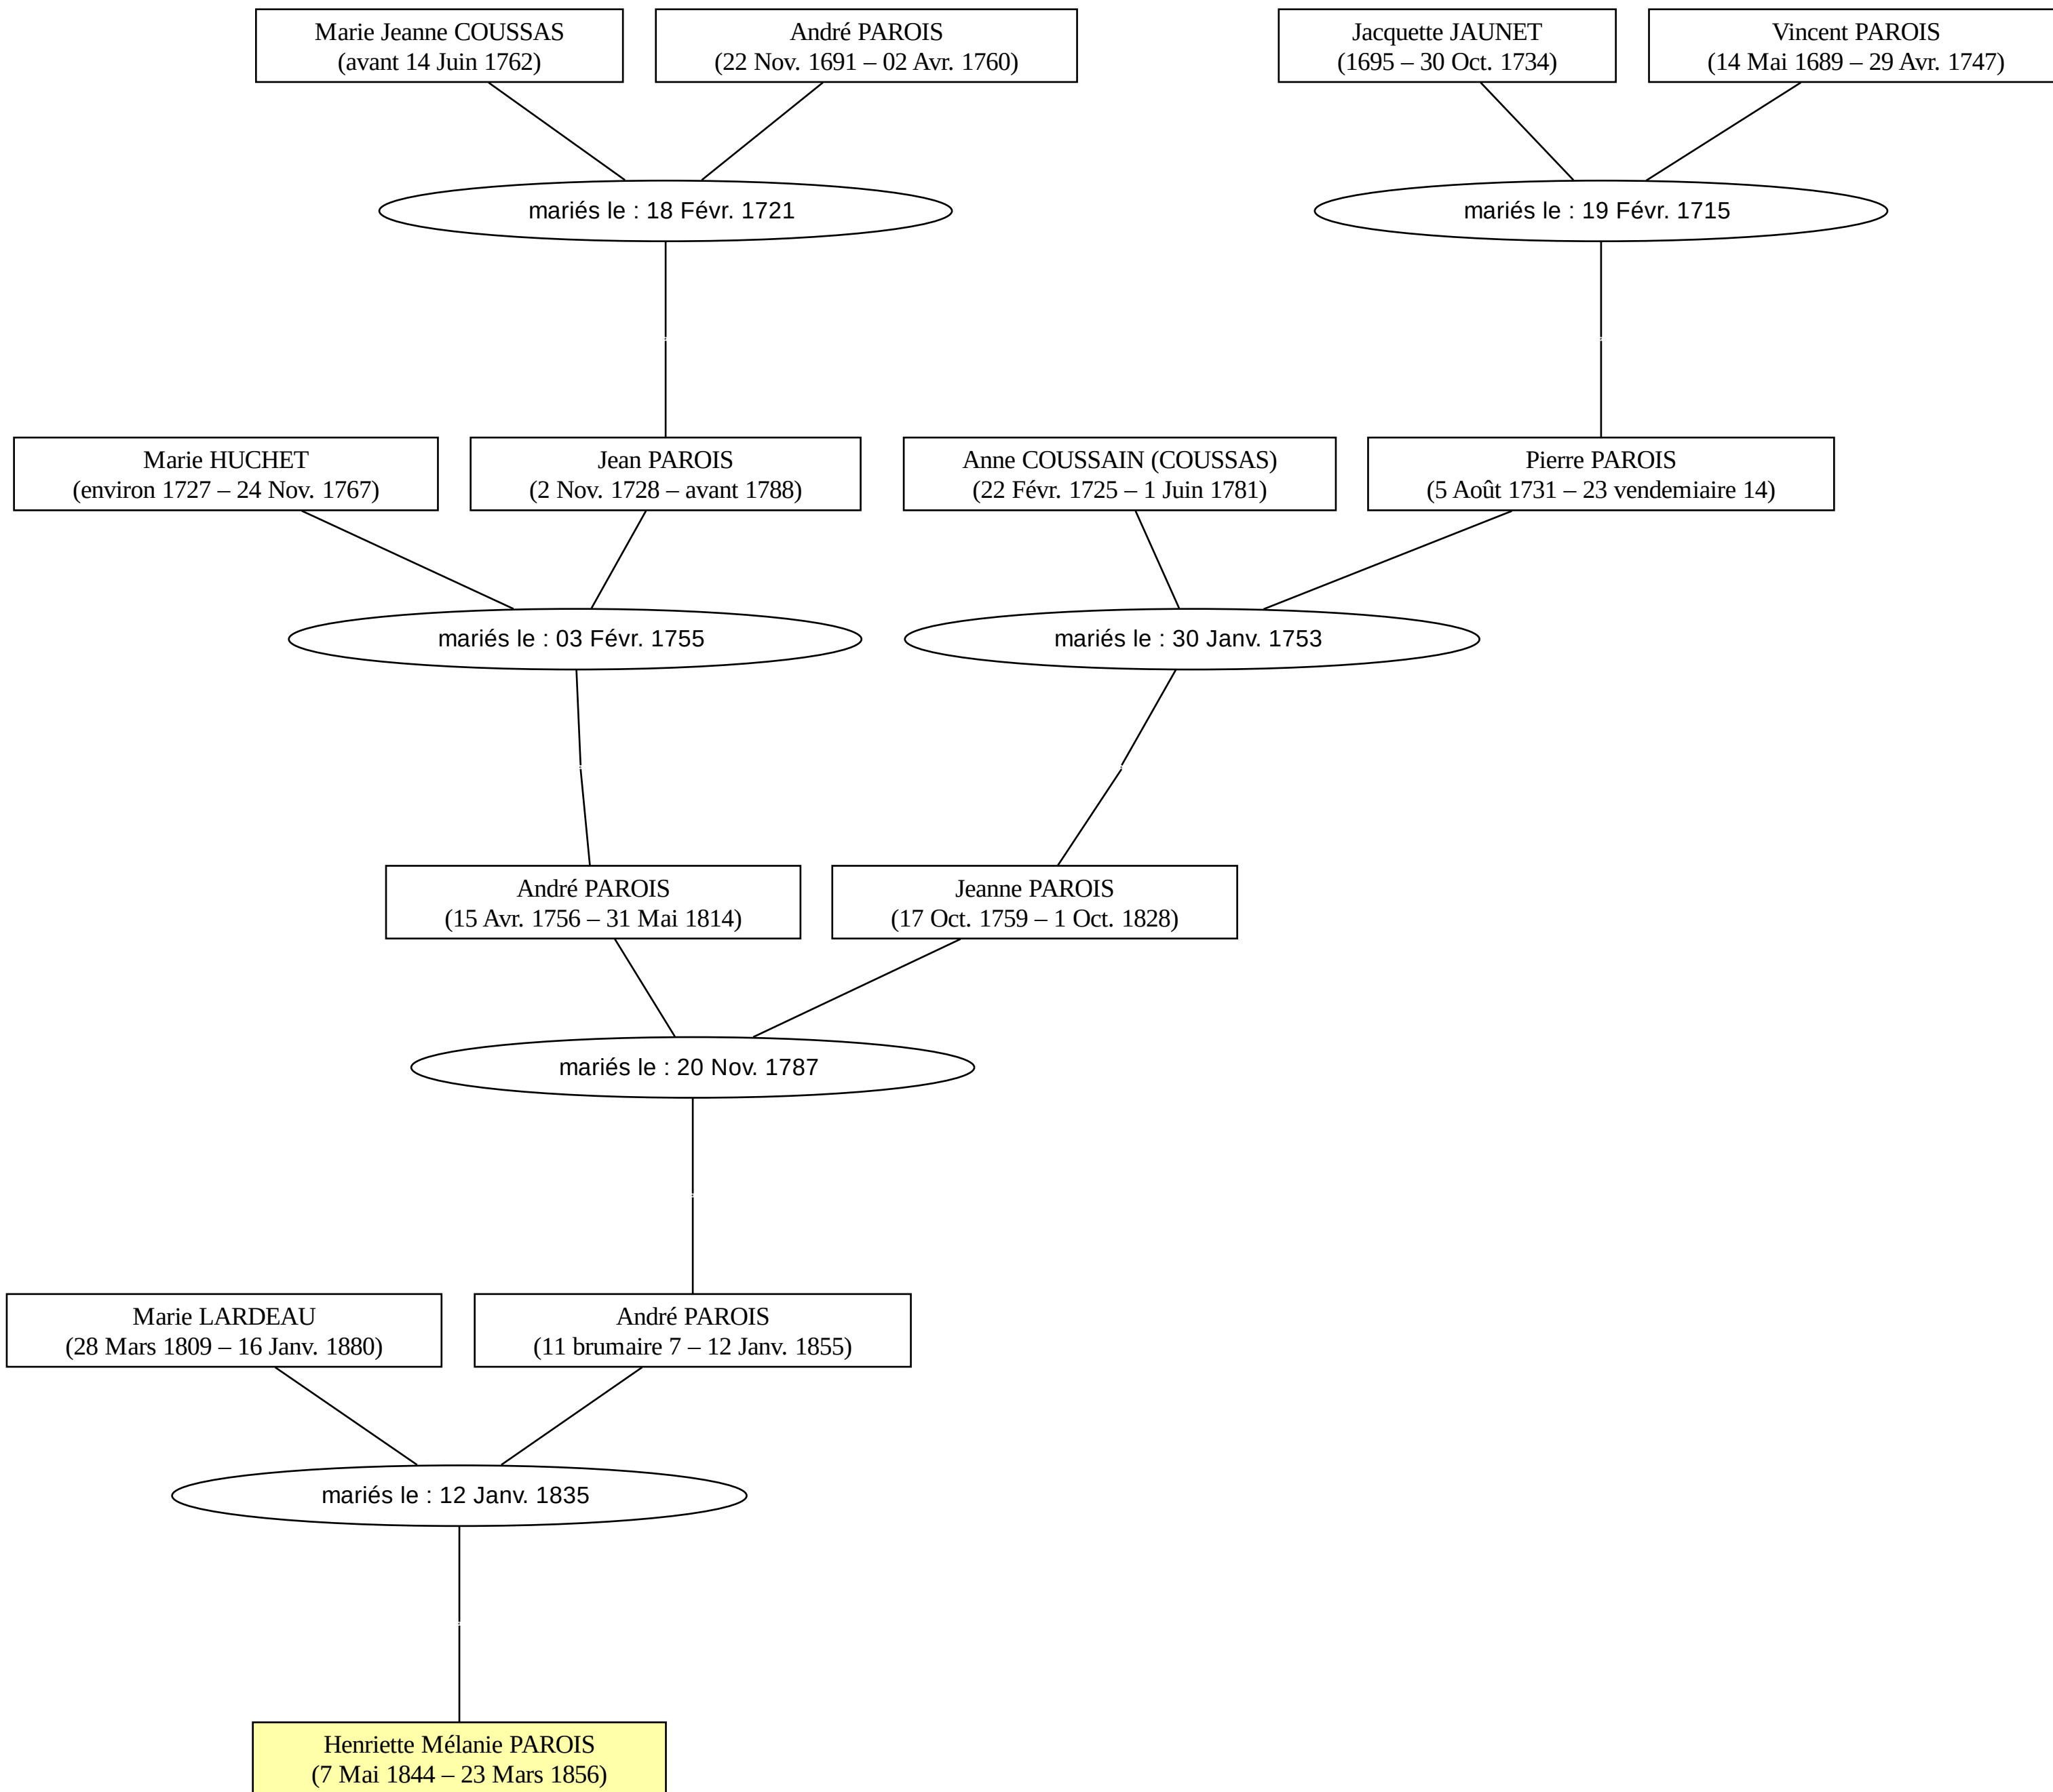 Marie Jeanne COUSSAS
(avant 14 Juin 1762)
André PAROIS
(22 Nov. 1691 – 02 Avr. 1760)
Jacquette JAUNET
(1695 – 30 Oct. 1734)
Vincent PAROIS
(14 Mai 1689 – 29 Avr. 1747)
mariés le : 18 Févr. 1721
mariés le : 19 Févr. 1715
Marie HUCHET
(environ 1727 – 24 Nov. 1767)
Jean PAROIS
(2 Nov. 1728 – avant 1788)
Anne COUSSAIN (COUSSAS)
(22 Févr. 1725 – 1 Juin 1781)
Pierre PAROIS
(5 Août 1731 – 23 vendemiaire 14)
mariés le : 03 Févr. 1755
mariés le : 30 Janv. 1753
André PAROIS
(15 Avr. 1756 – 31 Mai 1814)
Jeanne PAROIS
(17 Oct. 1759 – 1 Oct. 1828)
mariés le : 20 Nov. 1787
Marie LARDEAU
(28 Mars 1809 – 16 Janv. 1880)
André PAROIS
(11 brumaire 7 – 12 Janv. 1855)
mariés le : 12 Janv. 1835
Henriette Mélanie PAROIS
(7 Mai 1844 – 23 Mars 1856)